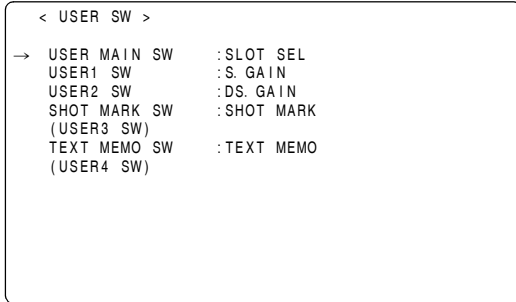 < USER SW >
→ USER MAIN SW :SLOT SEL
USER1 SW :S. GAIN
USER2 SW :DS. GAIN
SHOT MARK SW :SHOT MARK
(USER3 SW)
TEXT MEMO SW :TEXT MEMO
(USER4 SW)